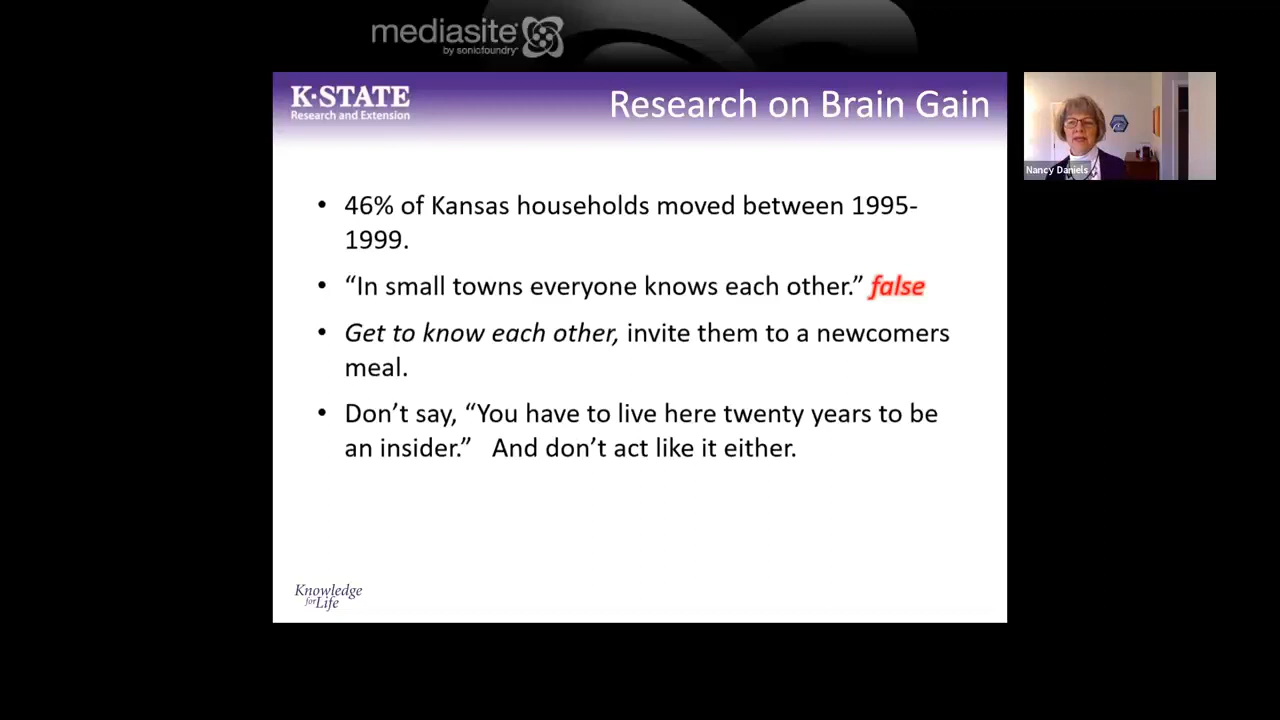 mediasite
by sonicfoundry
K-STATE
Research and Extension
Research on Brain Gain
Nancy Daniels
• 46% of Kansas households moved between 1995-
1999.
• “In small towns everyone knows each other.” false
• Get to know each other, invite them to a newcomers
meal.
• Don’t say, “You have to live here twenty years to be
an insider.”   And don’t act like it either.
Knowledge
for Life